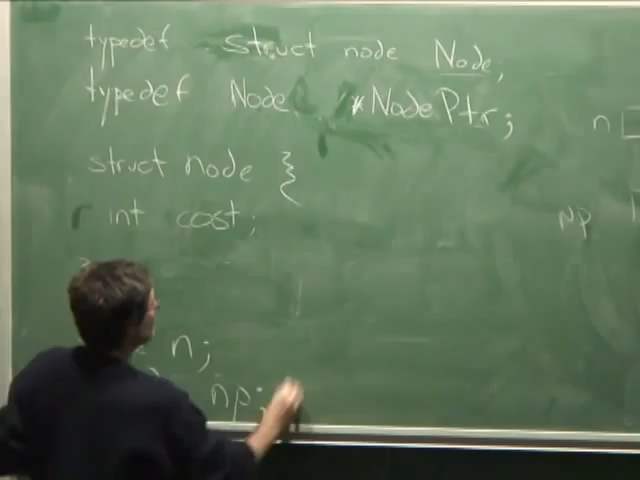 typedef struct node Node,
typedef Node *NodePtr;
struct node {
int cost;
n;
np;
n
np